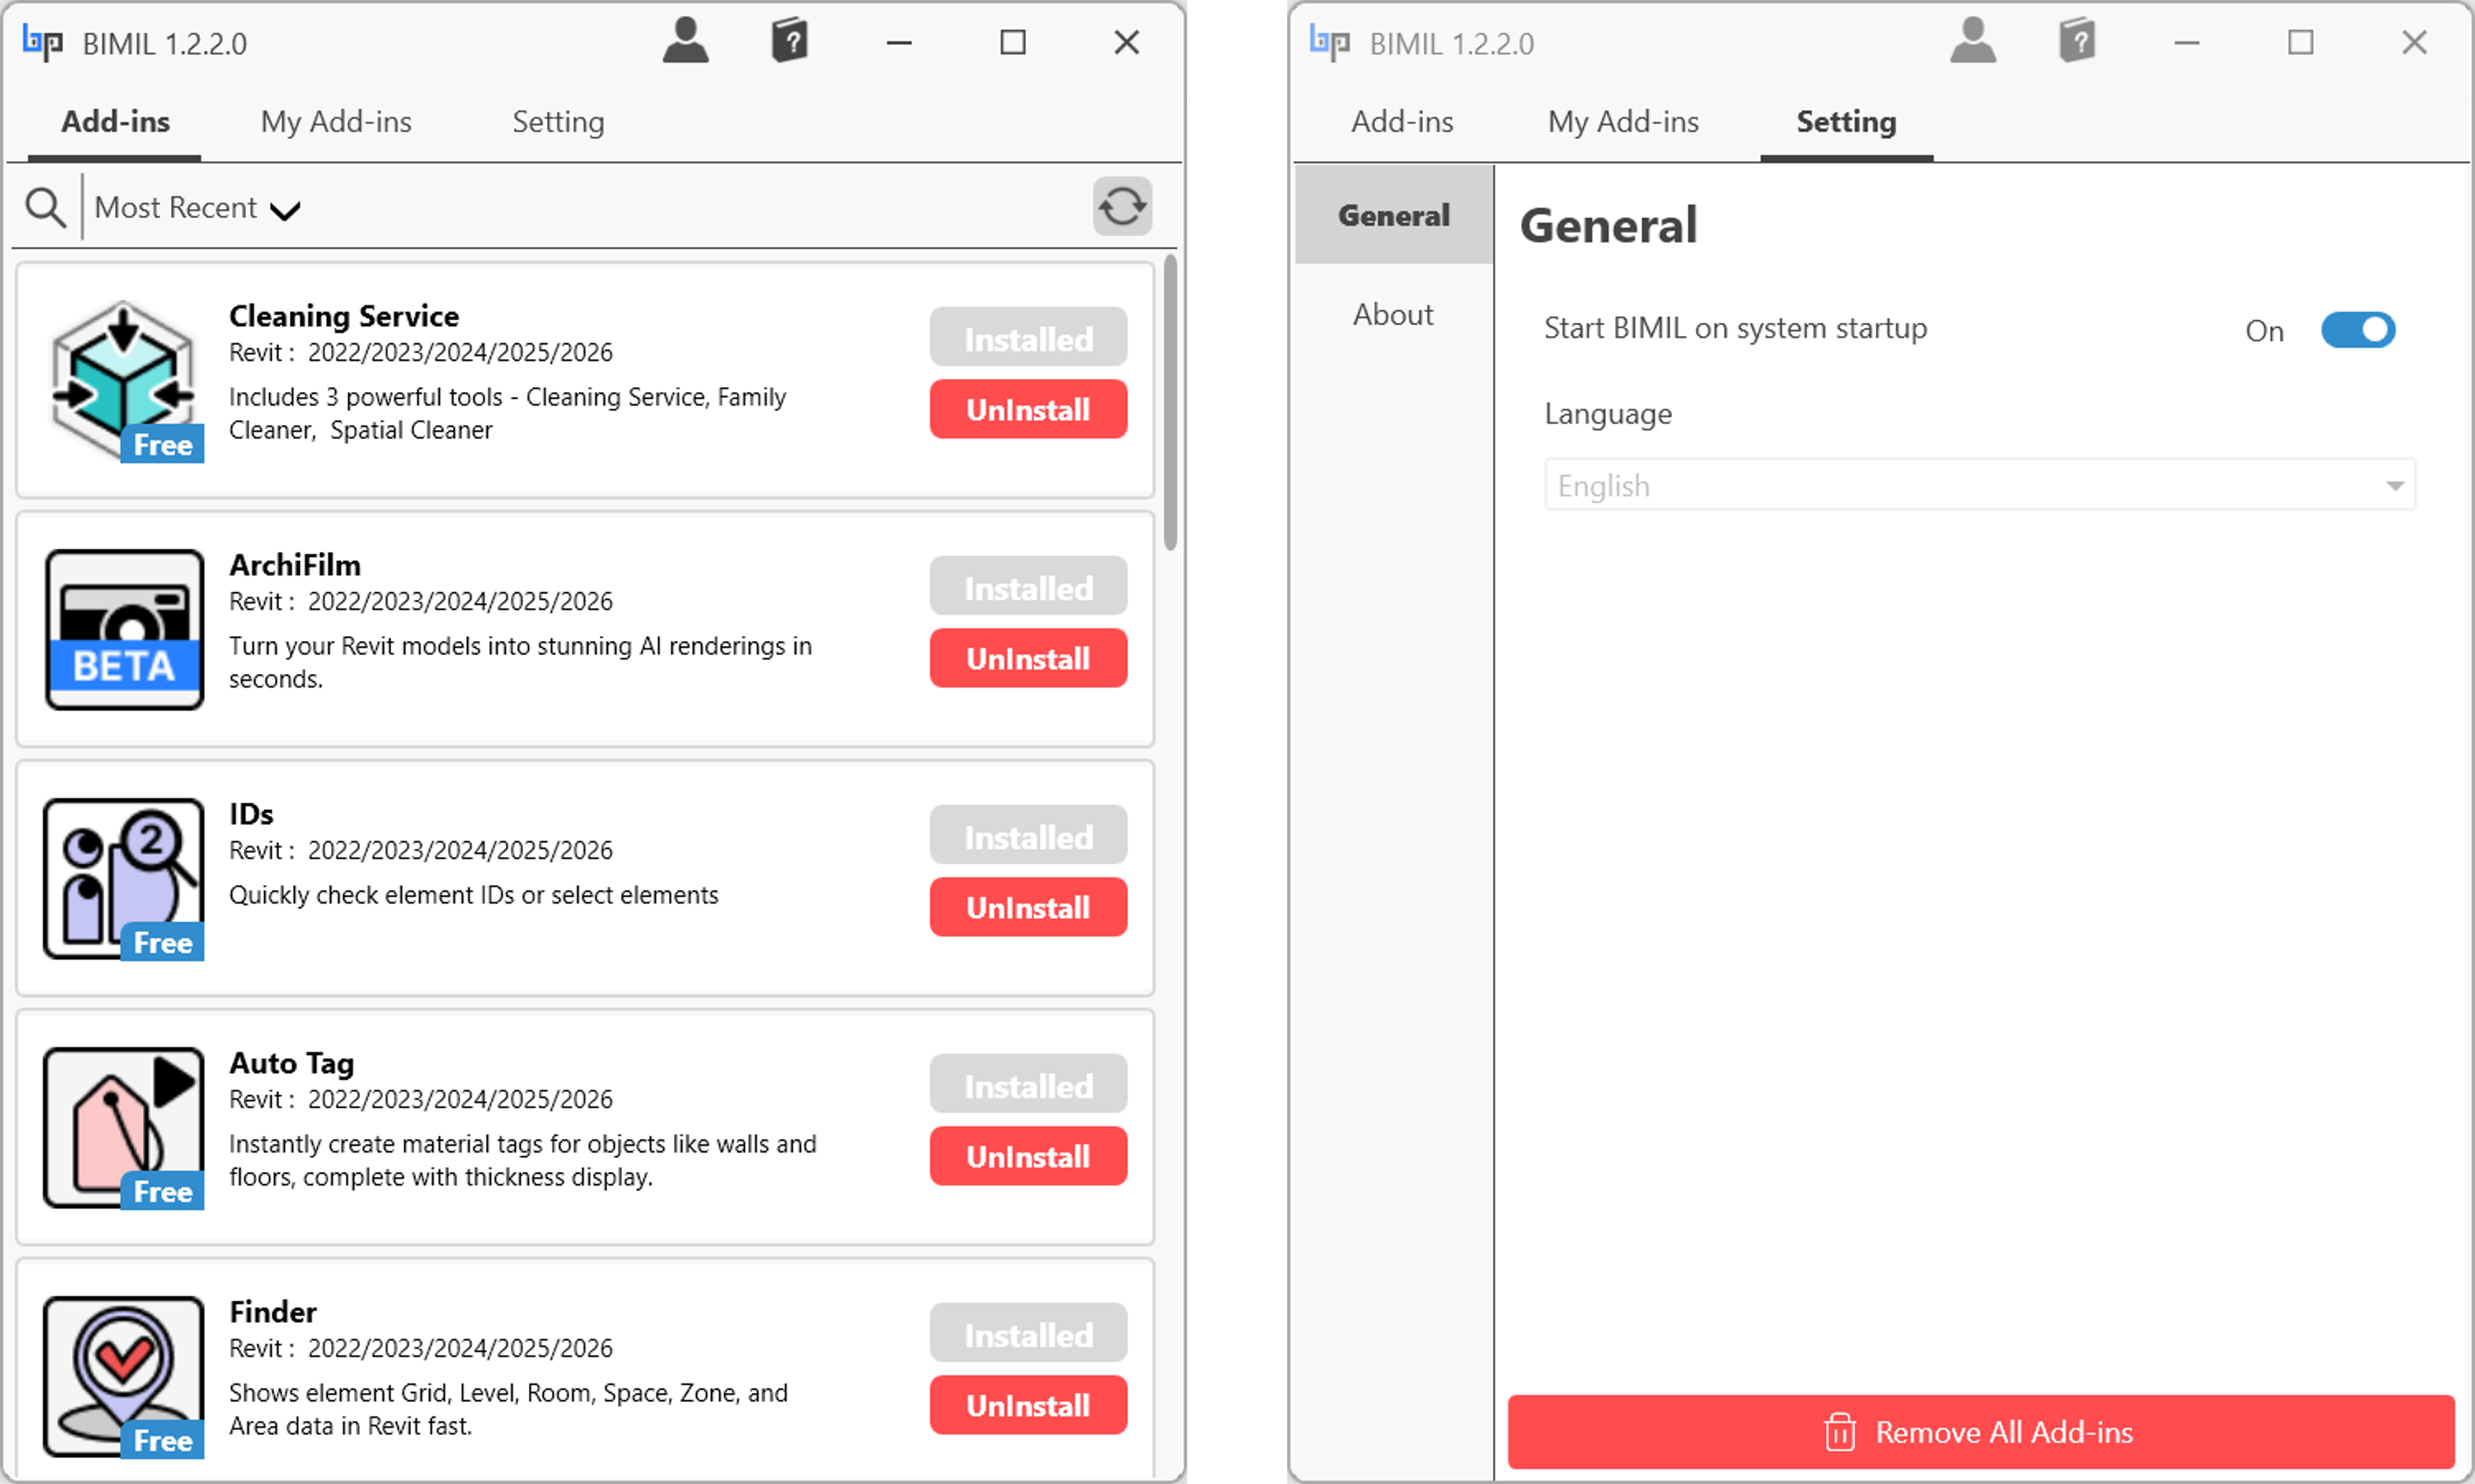 bp BIMIL 1.2.2.0
Add-ins My Add-ins Setting
Most Recent
Cleaning Service
Revit : 2022/2023/2024/2025/2026
Includes 3 powerful tools - Cleaning Service, Family
Cleaner, Spatial Cleaner
Free
Installed
UnInstall
ArchiFilm
Revit : 2022/2023/2024/2025/2026
Turn your Revit models into stunning AI renderings in
seconds.
BETA
Installed
UnInstall
IDs
Revit : 2022/2023/2024/2025/2026
Quickly check element IDs or select elements
2
Free
Installed
UnInstall
Auto Tag
Revit : 2022/2023/2024/2025/2026
Instantly create material tags for objects like walls and
floors, complete with thickness display.
Free
Installed
UnInstall
Finder
Revit : 2022/2023/2024/2025/2026
Shows element Grid, Level, Room, Space, Zone, and
Area data in Revit fast.
Free
Installed
UnInstall
bp BIMIL 1.2.2.0
Add-ins My Add-ins Setting
General
About
General
Start BIMIL on system startup On
Language
English
Remove All Add-ins